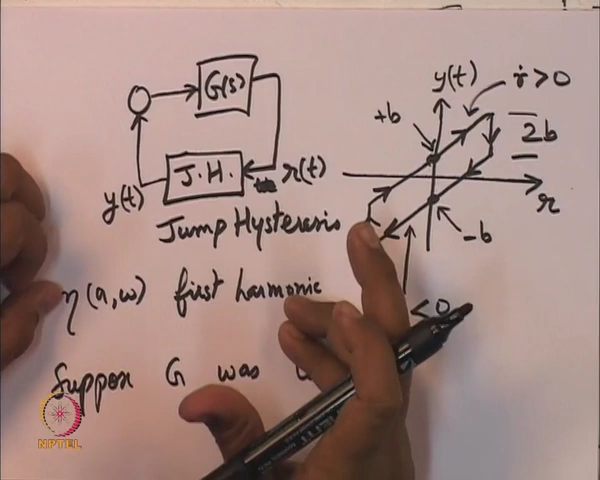 G(s)
J.H.
y(t)
r(t)
Jump Hysteresis
y(t)
ṙ>0
+b
2b
r
-b
<0
η(a,ω) first harmonic
Suppose G was
NPTEL